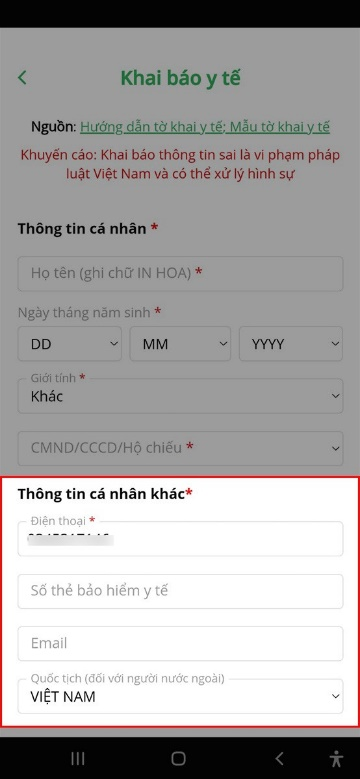 Khai báo y tế
Nguồn: Hướng dẫn tờ khai y tế; Mẫu tờ khai y tế
Khuyến cáo: Khai báo thông tin sai là vi phạm pháp
luật Việt Nam và có thể xử lý hình sự
Thông tin cá nhân *
Họ tên (ghi chữ IN HOA) *
Ngày tháng năm sinh *
DD MM YYYY
Giới tính *
Khác
CMND/CCCD/Hộ chiếu *
Thông tin cá nhân khác*
Điện thoại *
Số thẻ bảo hiểm y tế
Email
Quốc tịch (đối với người nước ngoài)
VIỆT NAM